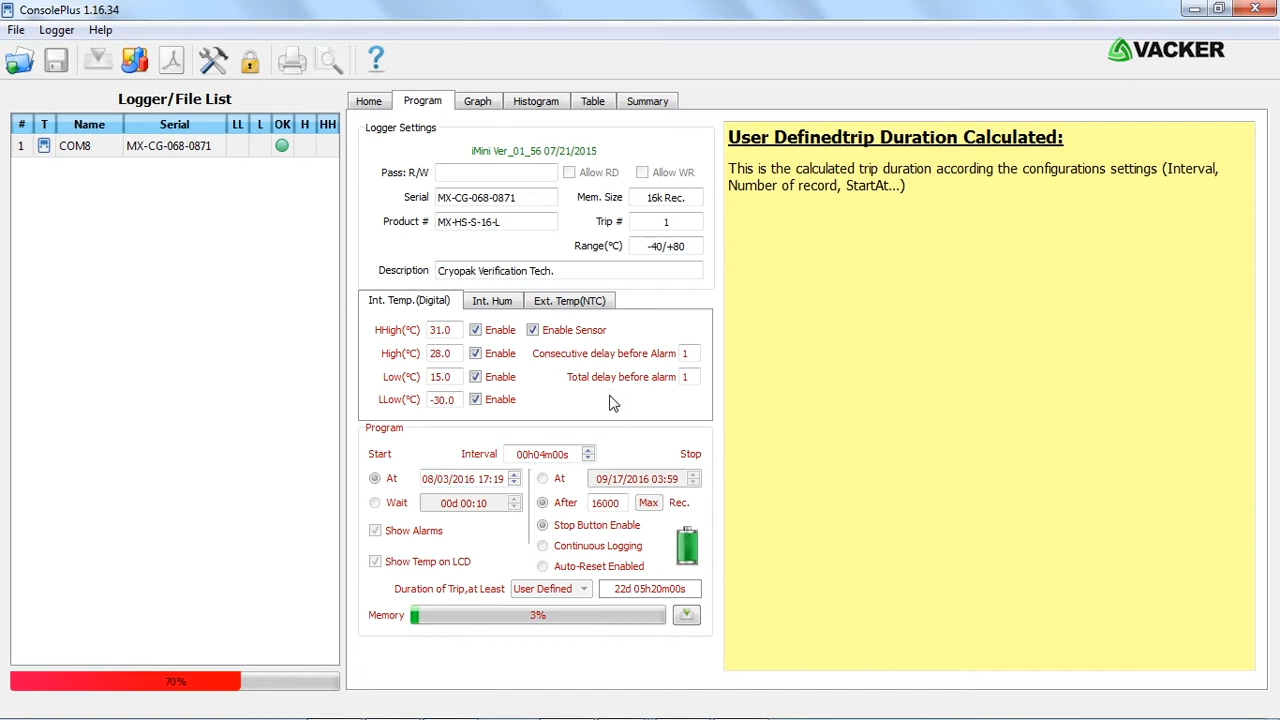 ConsolePlus 1.16.34
File Logger Help
VACKER
Logger/File List
# T Name Serial LL L OK H HH
1 COM8 MX-CG-068-0871
70%
Home Program Graph Histogram Table Summary
Logger Settings
iMini Ver_01_56 07/21/2015
Pass: R/W Allow RD Allow WR
Serial MX-CG-068-0871 Mem. Size 16k Rec.
Product # MX-HS-S-16-L Trip # 1
Range(°C) -40/+80
Description Cryopak Verification Tech.
Int. Temp.(Digital) Int. Hum Ext. Temp(NTC)
HHigh(°C) 31.0 Enable Enable Sensor
High(°C) 28.0 Enable Consecutive delay before Alarm 1
Low(°C) 15.0 Enable Total delay before alarm 1
LLow(°C) -30.0 Enable
Program
Start Interval 00h04m00s Stop
At 08/03/2016 17:19 At 09/17/2016 03:59
Wait 00d 00:10 After 16000 Max Rec.
Show Alarms Stop Button Enable
Continuous Logging
Show Temp on LCD Auto-Reset Enabled
Duration of Trip,at Least User Defined 22d 05h20m00s
Memory 3%
User Definedtrip Duration Calculated:
This is the calculated trip duration according the configurations settings (Interval,
Number of record, StartAt...)